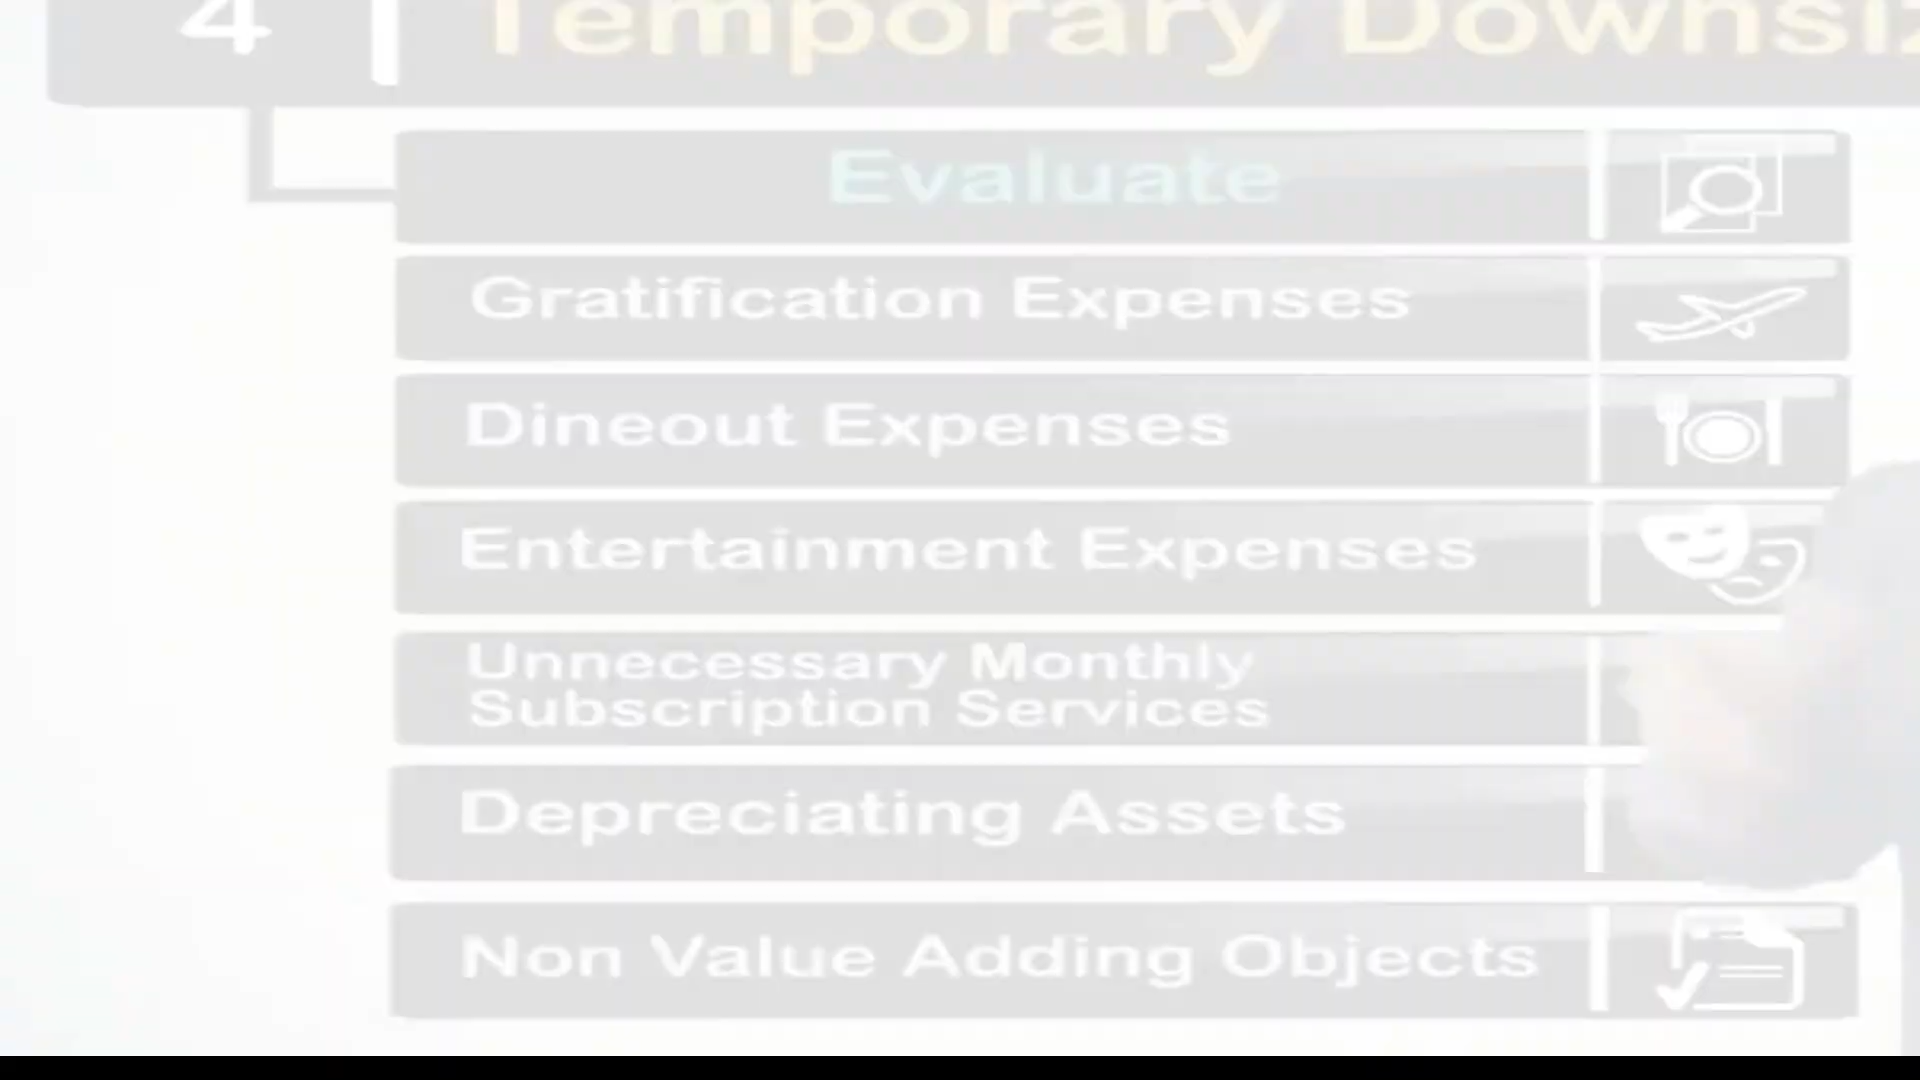 4
Temporary
Evaluate
Gratification Expenses
Dineout Expenses
Entertainment Expenses
Unnecessary Monthly
Subscription Services
Depreciating Assets
Non Value Adding Objects